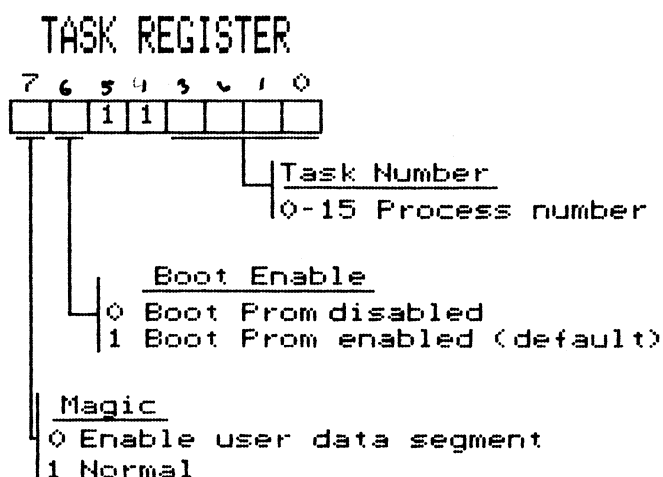 TASK REGISTER
7 6 5 4 3 2 1 0
1 1
Task Number
0-15 Process number
Boot Enable
0 Boot Prom disabled
1 Boot Prom enabled (default)
Magic
0 Enable user data segment
1 Normal